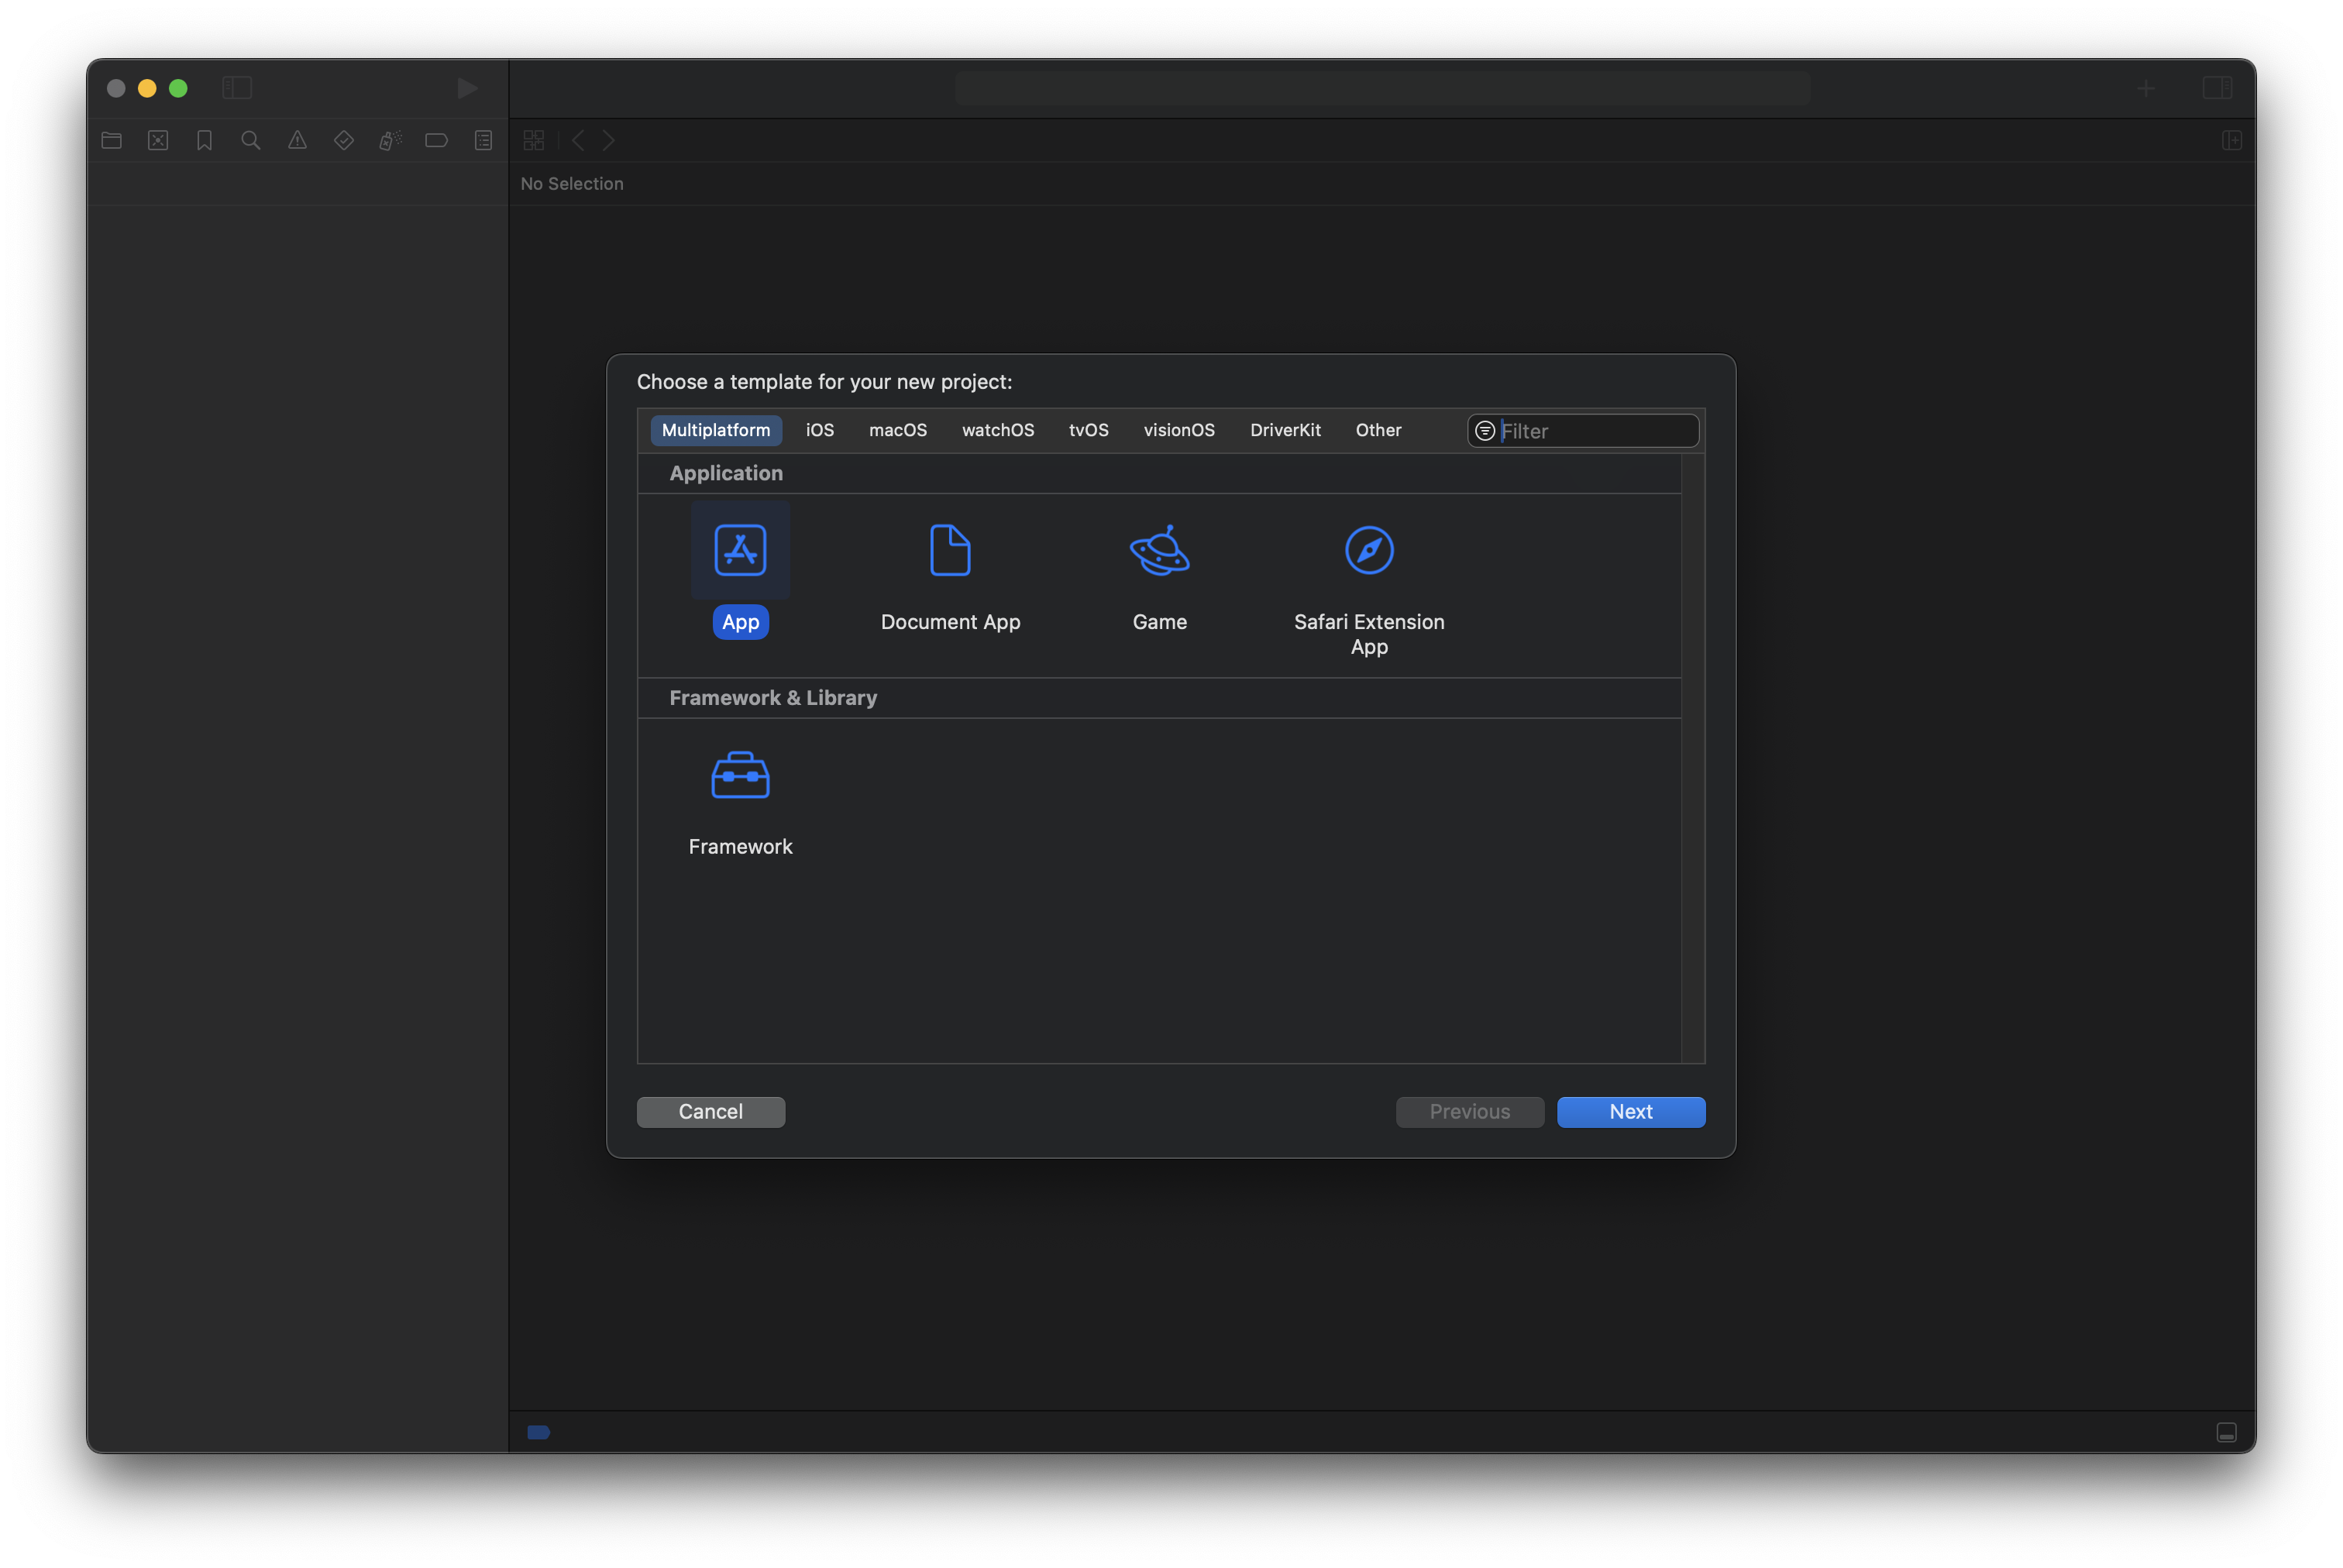 No Selection
Choose a template for your new project:
Multiplatform iOS macOS watchOS tvOS visionOS DriverKit Other Filter
Application
App Document App Game Safari Extension
App
Framework & Library
Framework
Cancel Previous Next